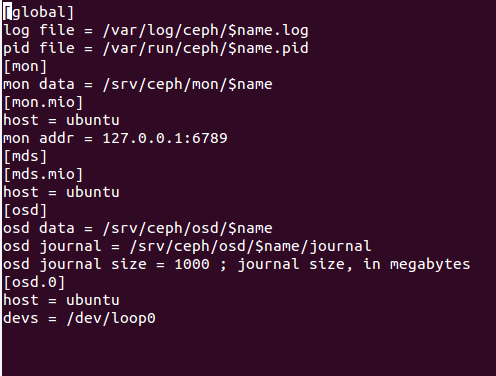 [global]
log file = /var/log/ceph/$name.log
pid file = /var/run/ceph/$name.pid
[mon]
mon data = /srv/ceph/mon/$name
[mon.mio]
host = ubuntu
mon addr = 127.0.0.1:6789
[mds]
[mds.mio]
host = ubuntu
[osd]
osd data = /srv/ceph/osd/$name
osd journal = /srv/ceph/osd/$name/journal
osd journal size = 1000 ; journal size, in megabytes
[osd.0]
host = ubuntu
devs = /dev/loop0